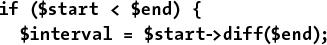 if ($start < $end) {
  $interval = $start->diff($end);